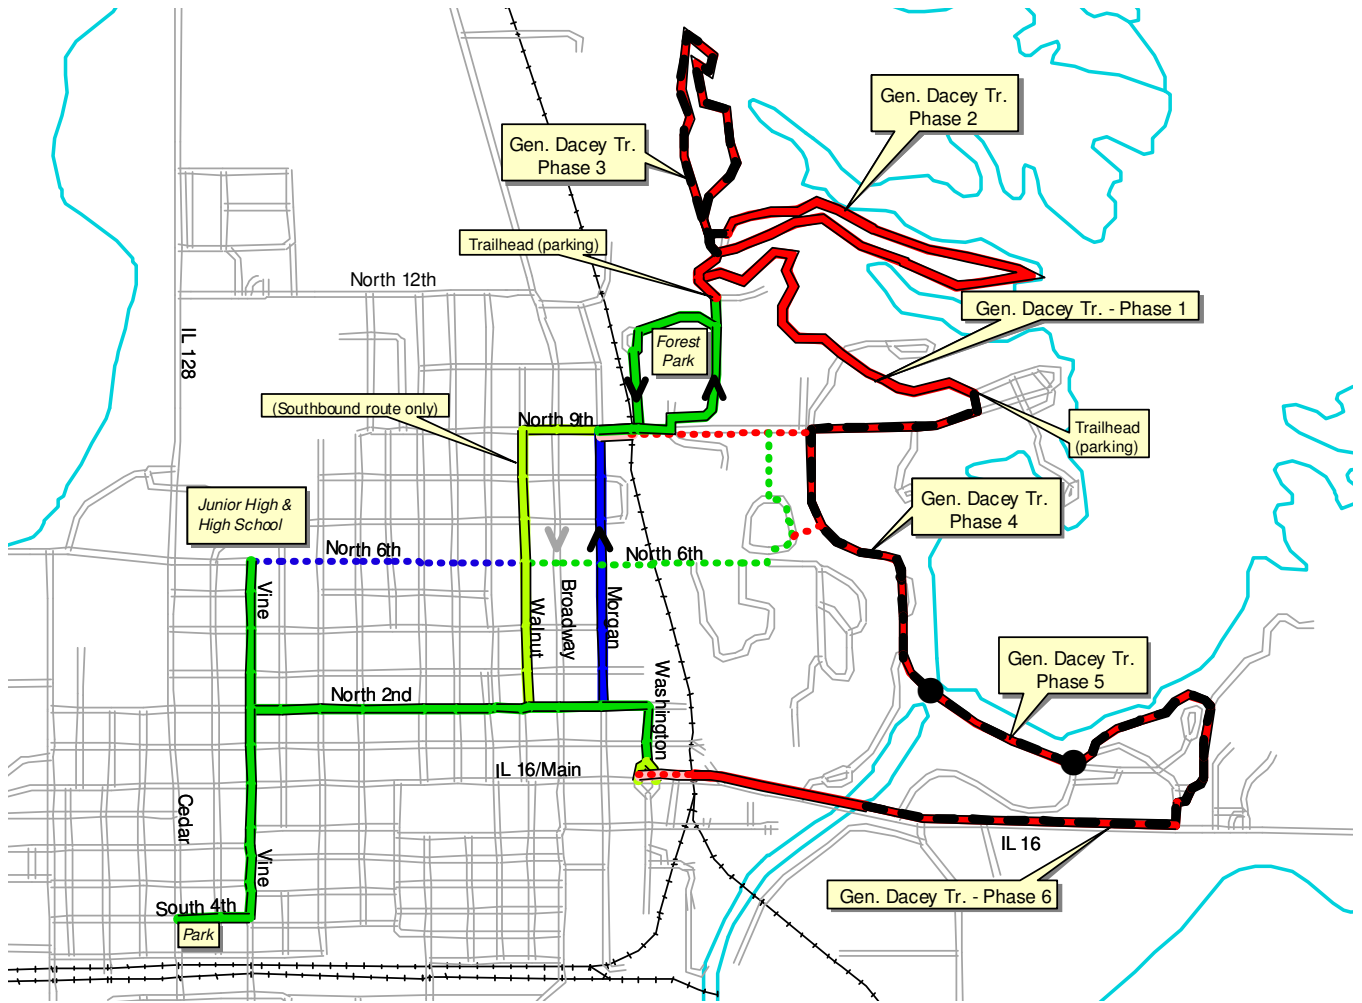 Gen. Dacey Tr.
Phase 2
Gen. Dacey Tr.
Phase 3
Trailhead (parking)
North 12th
Gen. Dacey Tr. - Phase 1
IL 128
Forest
Park
(Southbound route only)
North 9th
Trailhead
(parking)
Junior High &
High School
Gen. Dacey Tr.
Phase 4
North 6th
North 6th
Vine
Walnut
Broadway
Morgan
Gen. Dacey Tr.
Phase 5
Washington
North 2nd
IL 16/Main
Cedar
IL 16
Vine
Gen. Dacey Tr. - Phase 6
South 4th
Park